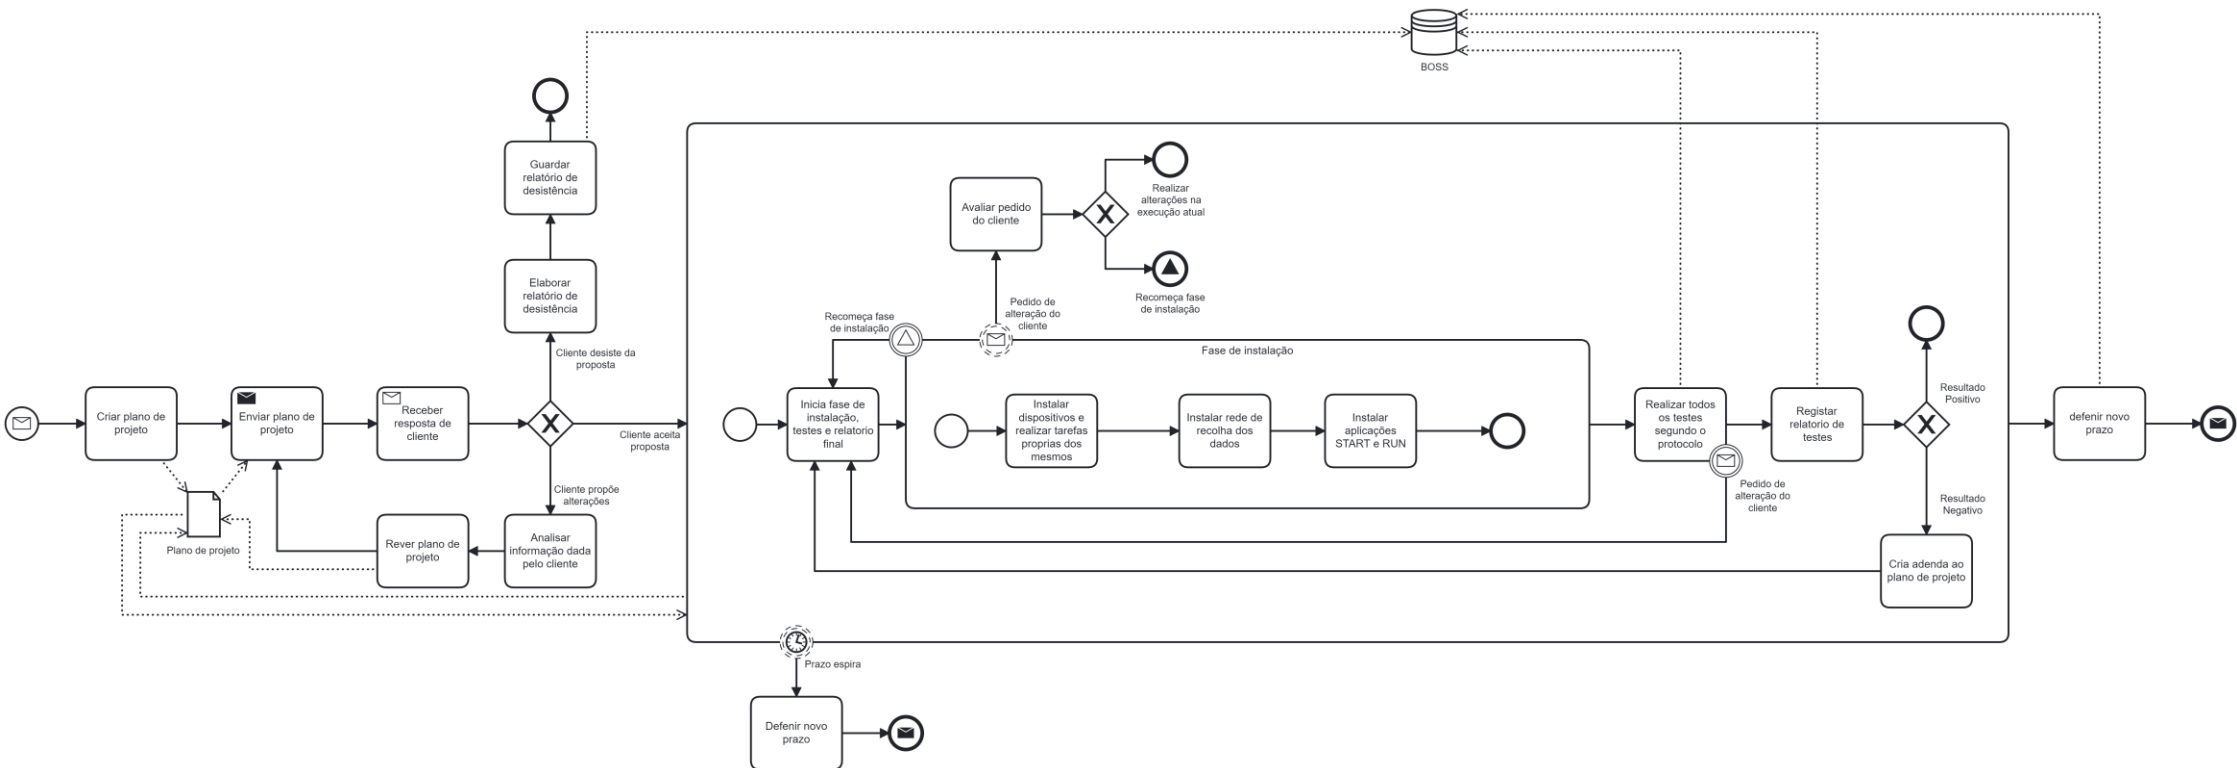 BOSS
Guardar
relatório de
desistência
Elaborar
relatório de
desistência
Cliente desiste da
proposta
Criar plano de
projeto
Enviar plano de
projeto
Receber
resposta de
cliente
Cliente aceita
proposta
Cliente propõe
alterações
Plano de projeto
Rever plano de
projeto
Analisar
informação dada
pelo cliente
Avaliar pedido
do cliente
Realizar
alterações na
execução atual
Recomeça fase
de instalação
Pedido de
alteração do
cliente
Recomeça fase
de instalação
Fase de instalação
Inicia fase de
instalação,
testes e relatorio
final
Instalar
dispositivos e
realizar tarefas
proprias dos
mesmos
Instalar rede de
recolha dos
dados
Instalar
aplicações
START e RUN
Realizar todos
os testes
segundo o
protocolo
Pedido de
alteração do
cliente
Registar
relatorio de
testes
Resultado
Positivo
Resultado
Negativo
Cria adenda ao
plano de projeto
defenir novo
prazo
Prazo espira
Defenir novo
prazo